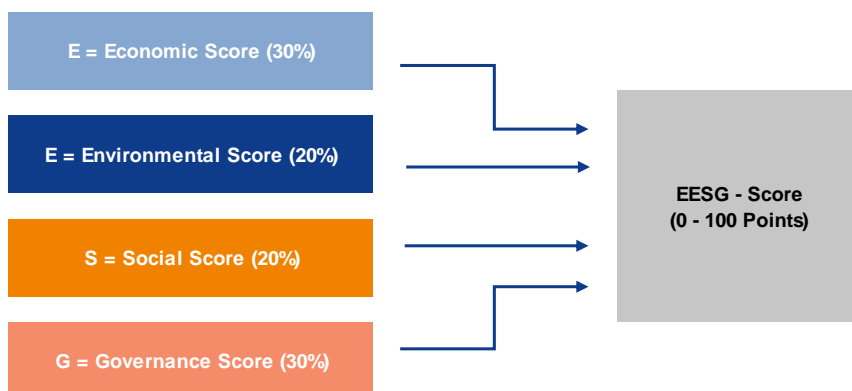 E = Economic Score (30%)
E = Environmental Score (20%)
S = Social Score (20%)
G = Governance Score (30%)
EESG - Score
(0 - 100 Points)